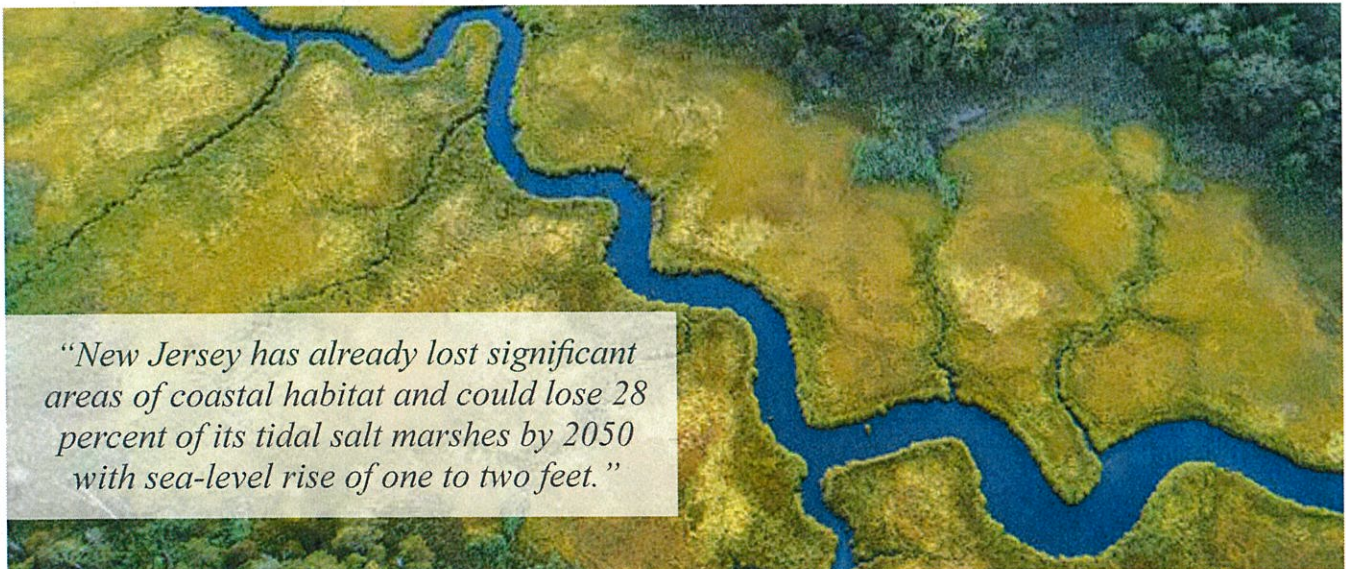 “New Jersey has already lost significant
areas of coastal habitat and could lose 28
percent of its tidal salt marshes by 2050
with sea-level rise of one to two feet.”